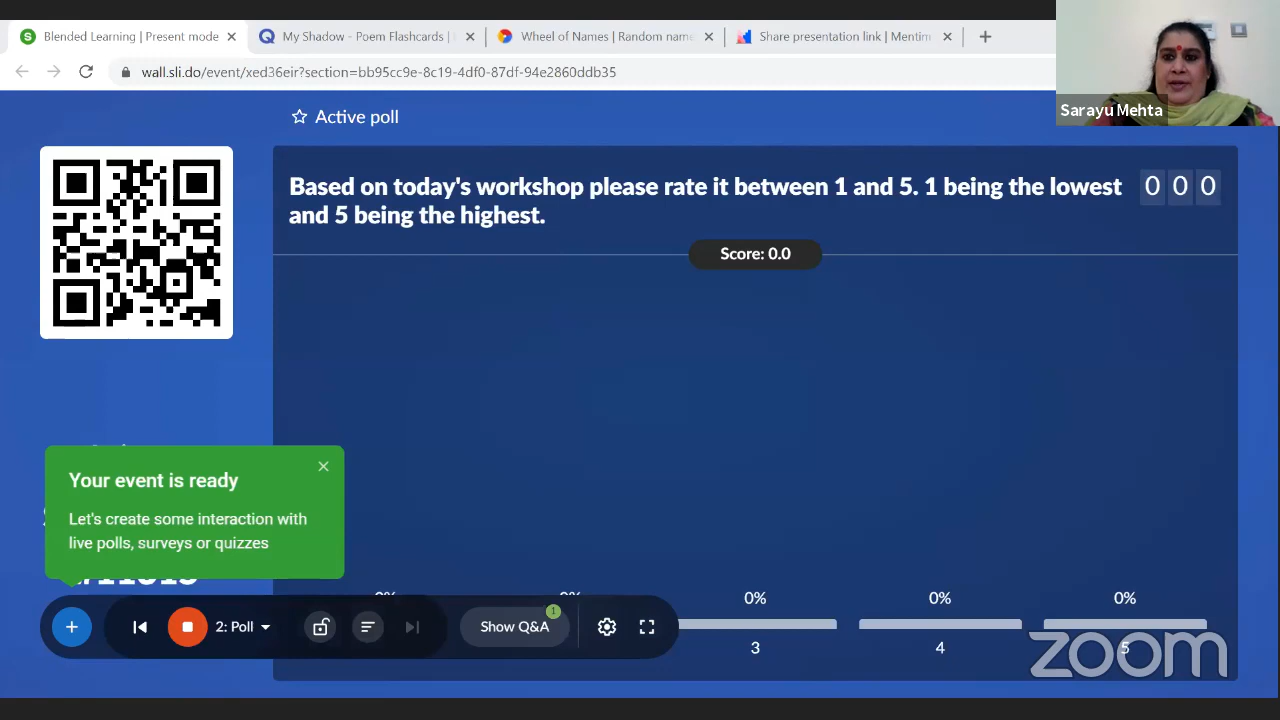 Blended Learning | Present mode
My Shadow - Poem Flashcards |
Wheel of Names | Random name
Share presentation link | Mentim
wall.sli.do/event/xed36eir?section=bb95cc9e-8c19-4df0-87df-94e2860ddb35
Sarayu Mehta
Active poll
Based on today's workshop please rate it between 1 and 5. 1 being the lowest
and 5 being the highest.
0 0 0
Score: 0.0
Your event is ready
Let's create some interaction with
live polls, surveys or quizzes
0% 0% 0% 0% 0%
2: Poll
Show Q&A
1
3 4 5
zoom